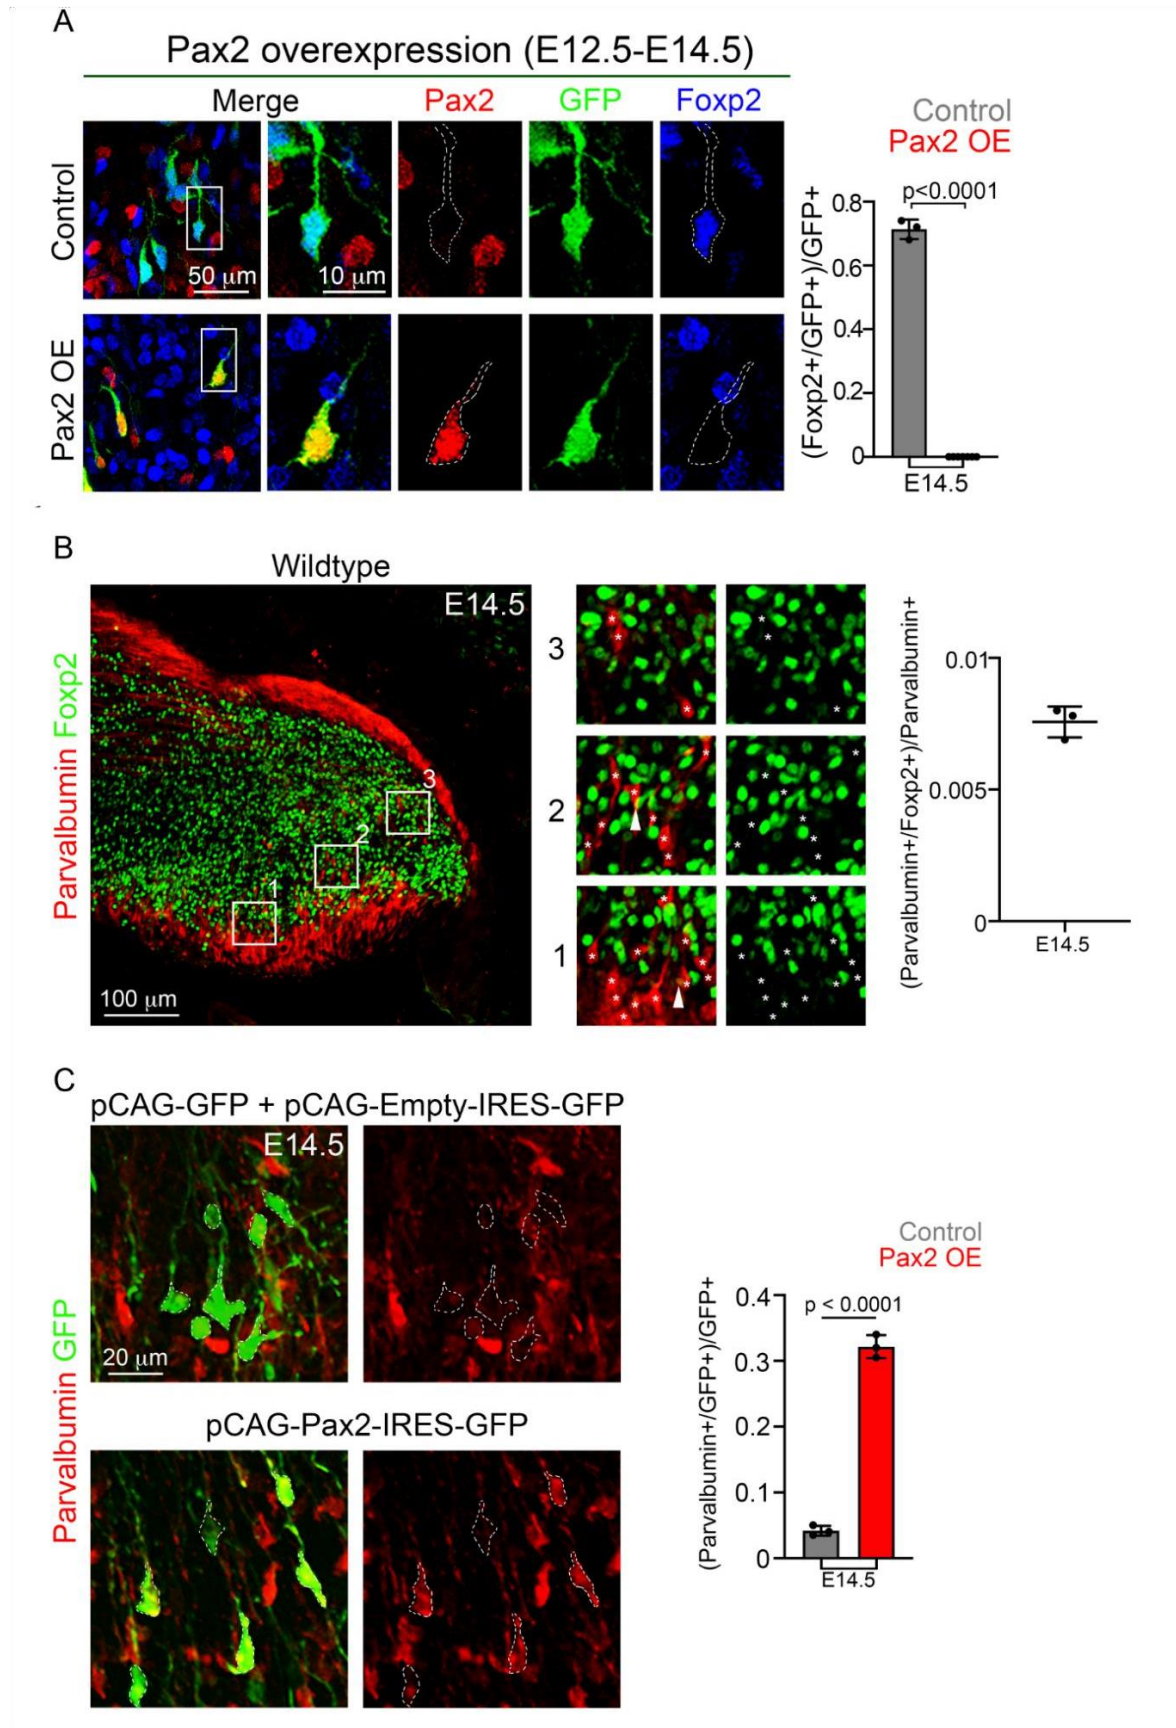 A
Pax2 overexpression (E12.5-E14.5)
Merge
Pax2
GFP
Foxp2
Control
50 μm
10 μm
Pax2 OE
Control
Pax2 OE
p<0.0001
(Foxp2+/GFP+)/GFP+
0.8
0.6
0.4
0.2
0
E14.5
B
Wildtype
E14.5
Parvalbumin Foxp2
3
2
1
100 μm
3
2
1
(Parvalbumin+/Foxp2+)/Parvalbumin+
0.01
0.005
0
E14.5
C
pCAG-GFP + pCAG-Empty-IRES-GFP
E14.5
20 μm
Parvalbumin GFP
pCAG-Pax2-IRES-GFP
Control
Pax2 OE
p < 0.0001
(Parvalbumin+/GFP+)/GFP+
0.4
0.3
0.2
0.1
0
E14.5